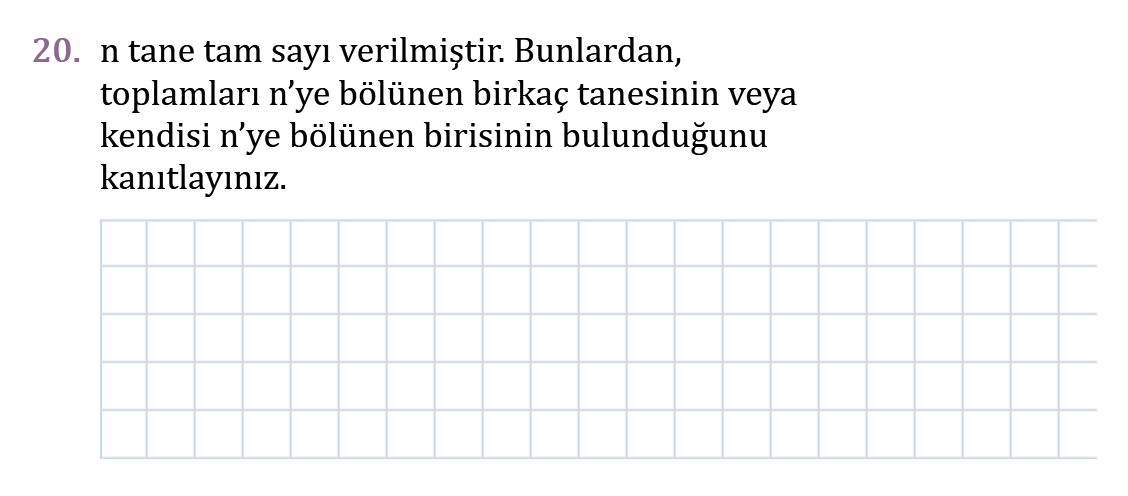 20. n tane tam sayı verilmiştir. Bunlardan,
toplamları n’ye bölünen birkaç tanesinin veya
kendisi n’ye bölünen birisinin bulunduğunu
kanıtlayınız.